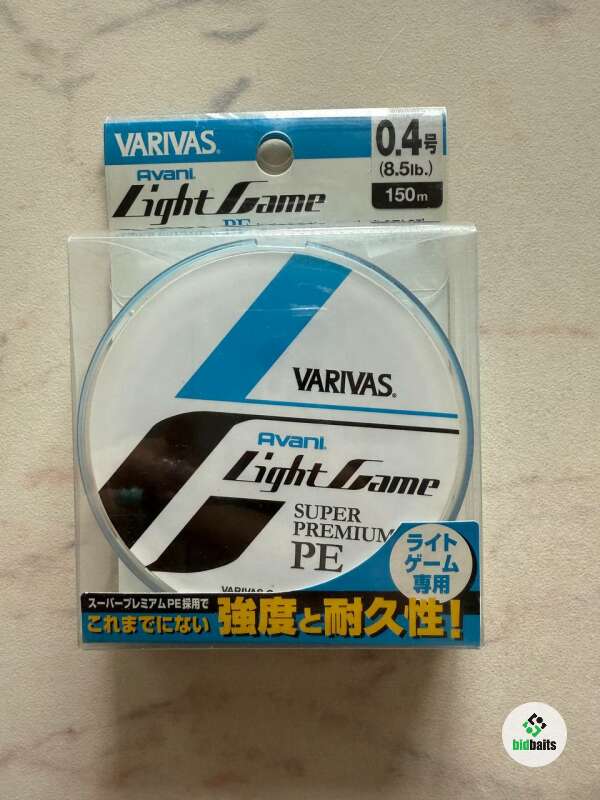 VARIVAS®
0.4号
(8.5lb.)
150m
Avani
Light Game
PE
VARIVAS®
Avani
Light Game
SUPER
PREMIUM
PE
ライト
ゲーム
専用
VARIVAS
スーパープレミアムPE採用で
これまでにない 強度と耐久性!
bidbaits